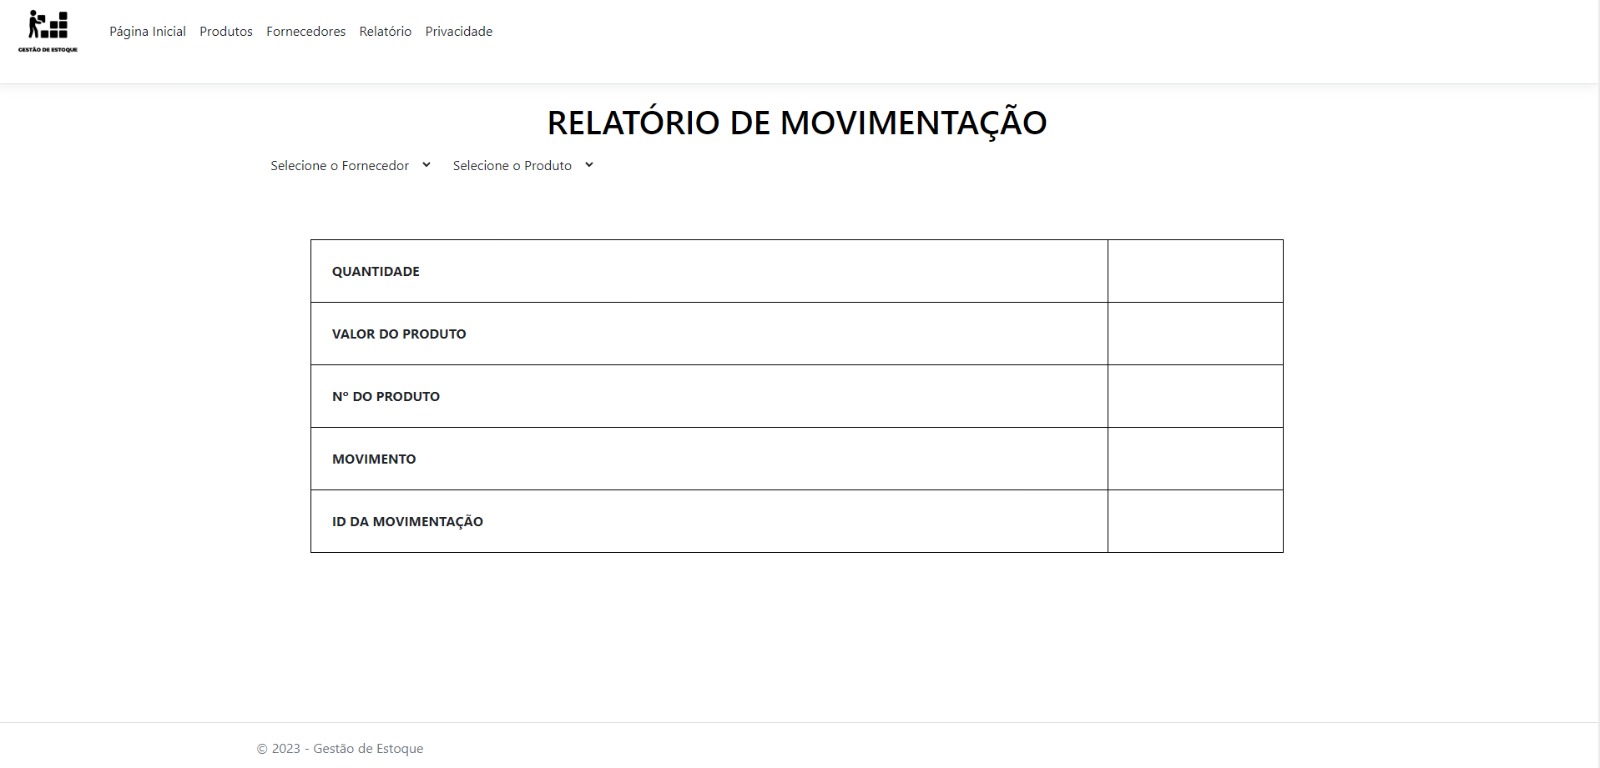 GESTÃO DE ESTOQUE
Página Inicial Produtos Fornecedores Relatório Privacidade
RELATÓRIO DE MOVIMENTAÇÃO
Selecione o Fornecedor Selecione o Produto
QUANTIDADE
VALOR DO PRODUTO
Nº DO PRODUTO
MOVIMENTO
ID DA MOVIMENTAÇÃO
© 2023 - Gestão de Estoque